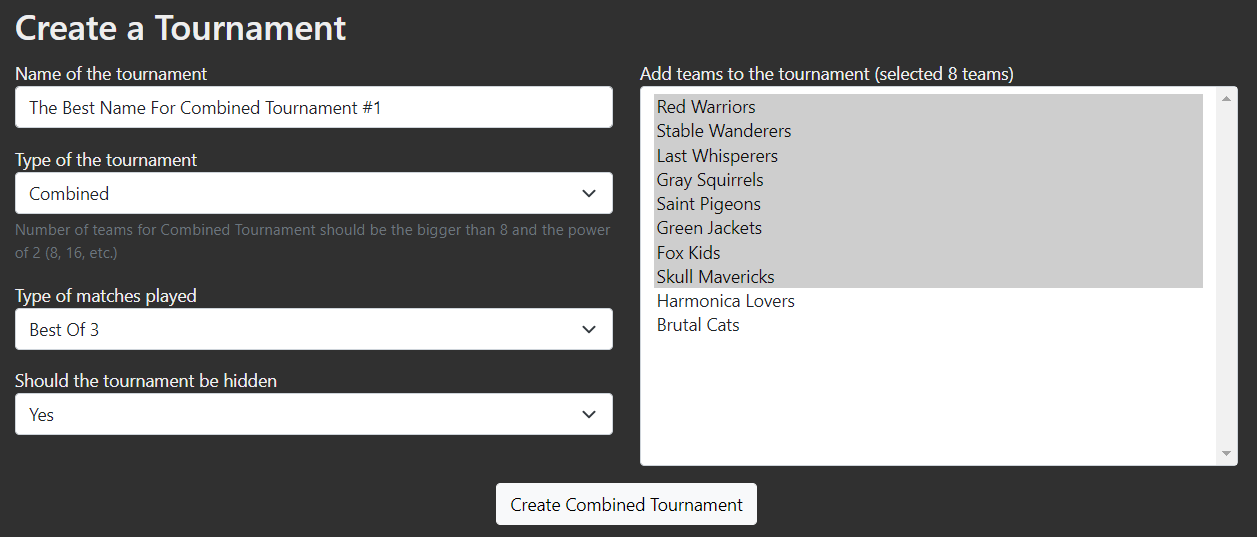 Create a Tournament
Name of the tournament
The Best Name For Combined Tournament #1
Type of the tournament
Combined
Number of teams for Combined Tournament should be the bigger than 8 and the power
of 2 (8, 16, etc.)
Type of matches played
Best Of 3
Should the tournament be hidden
Yes
Add teams to the tournament (selected 8 teams)
Red Warriors
Stable Wanderers
Last Whisperers
Gray Squirrels
Saint Pigeons
Green Jackets
Fox Kids
Skull Mavericks
Harmonica Lovers
Brutal Cats
Create Combined Tournament